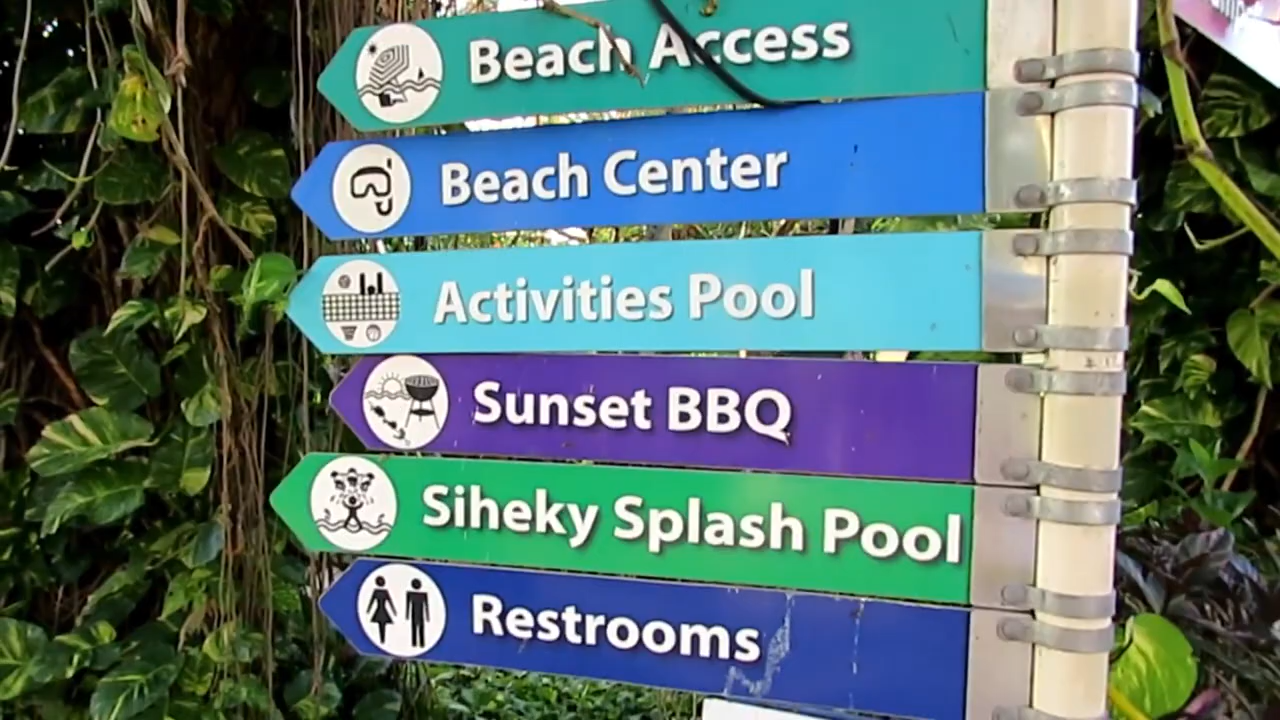 Beach Access
Beach Center
Activities Pool
Sunset BBQ
Siheky Splash Pool
Restrooms